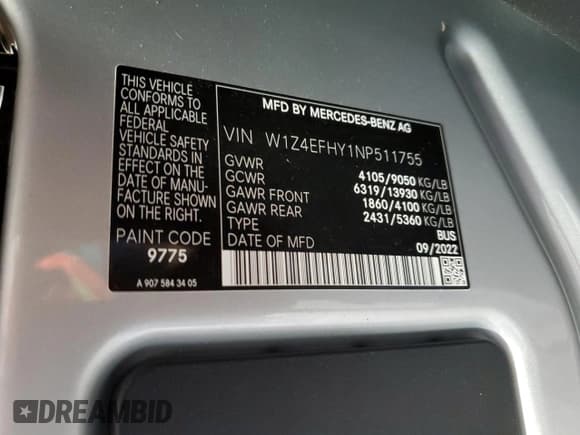 THIS VEHICLE
CONFORMS TO
ALL APPLICABLE
FEDERAL
VEHICLE SAFETY
STANDARDS IN
EFFECT ON THE
DATE OF MANU-
FACTURE SHOWN
ON THE RIGHT.
PAINT CODE
9775
A 907 584 34 05
MFD BY MERCEDES-BENZ AG
VIN W1Z4EFHY1NP511755
GVWR 4105/9050 KG/LB
GCWR 6319/13930 KG/LB
GAWR FRONT 1860/4100 KG/LB
GAWR REAR 2431/5360 KG/LB
TYPE BUS
DATE OF MFD 09/2022
DREAMBID